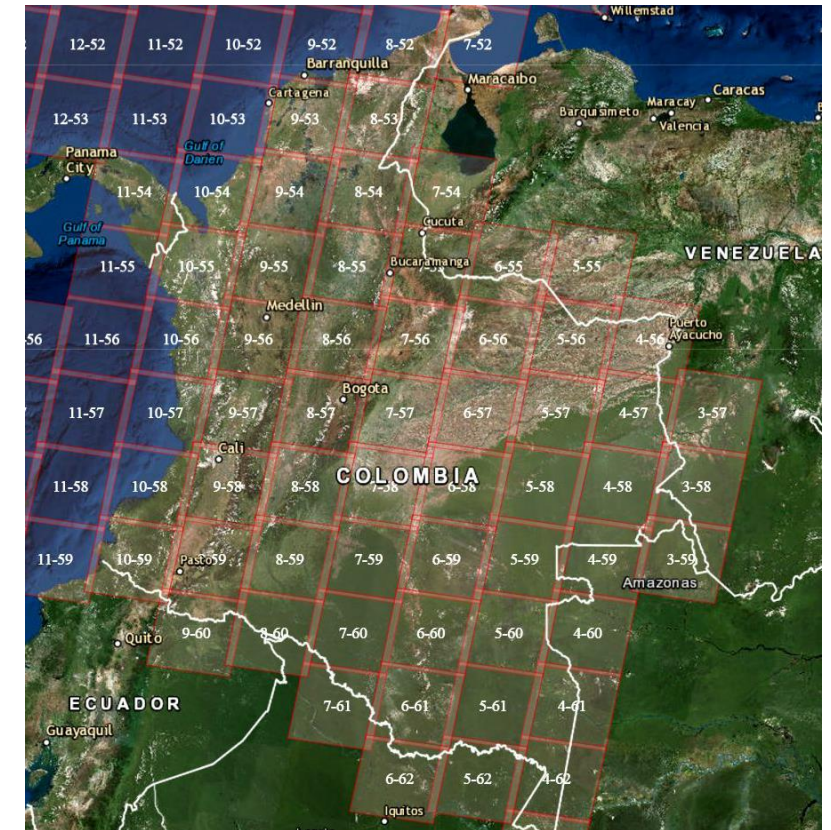 Willemstad
12-52 11-52 10-52 9-52 8-52 7-52
Barranquilla
Maracaibo
Cartagena
Caracas
Maracay
Barquisimeto
Valencia
12-53 11-53 10-53 9-53 8-53
Gulf of
Darien
Panama
City
11-54 10-54 9-54 8-54 7-54
Cucuta
Gulf of
Panama
VENEZUELA
Bucaramanga
11-55 10-55 9-55 8-55 6-55 5-55
Medellin
Puerto
Ayacucho
-56 11-56 10-56 9-56 8-56 7-56 6-56 5-56 4-56
Bogota
11-57 10-57 9-57 8-57 7-57 6-57 5-57 4-57 3-57
Cali
COLOMBIA
11-58 10-58 9-58 8-58 7-58 6-58 5-58 4-58 3-58
11-59 10-59 8-59 7-59 6-59 5-59 4-59 3-59
Pasto
Amazonas
Quito
9-60 8-60 7-60 6-60 5-60 4-60
ECUADOR
7-61 6-61 5-61 4-61
Guayaquil
6-62 5-62 4-62
Iquitos